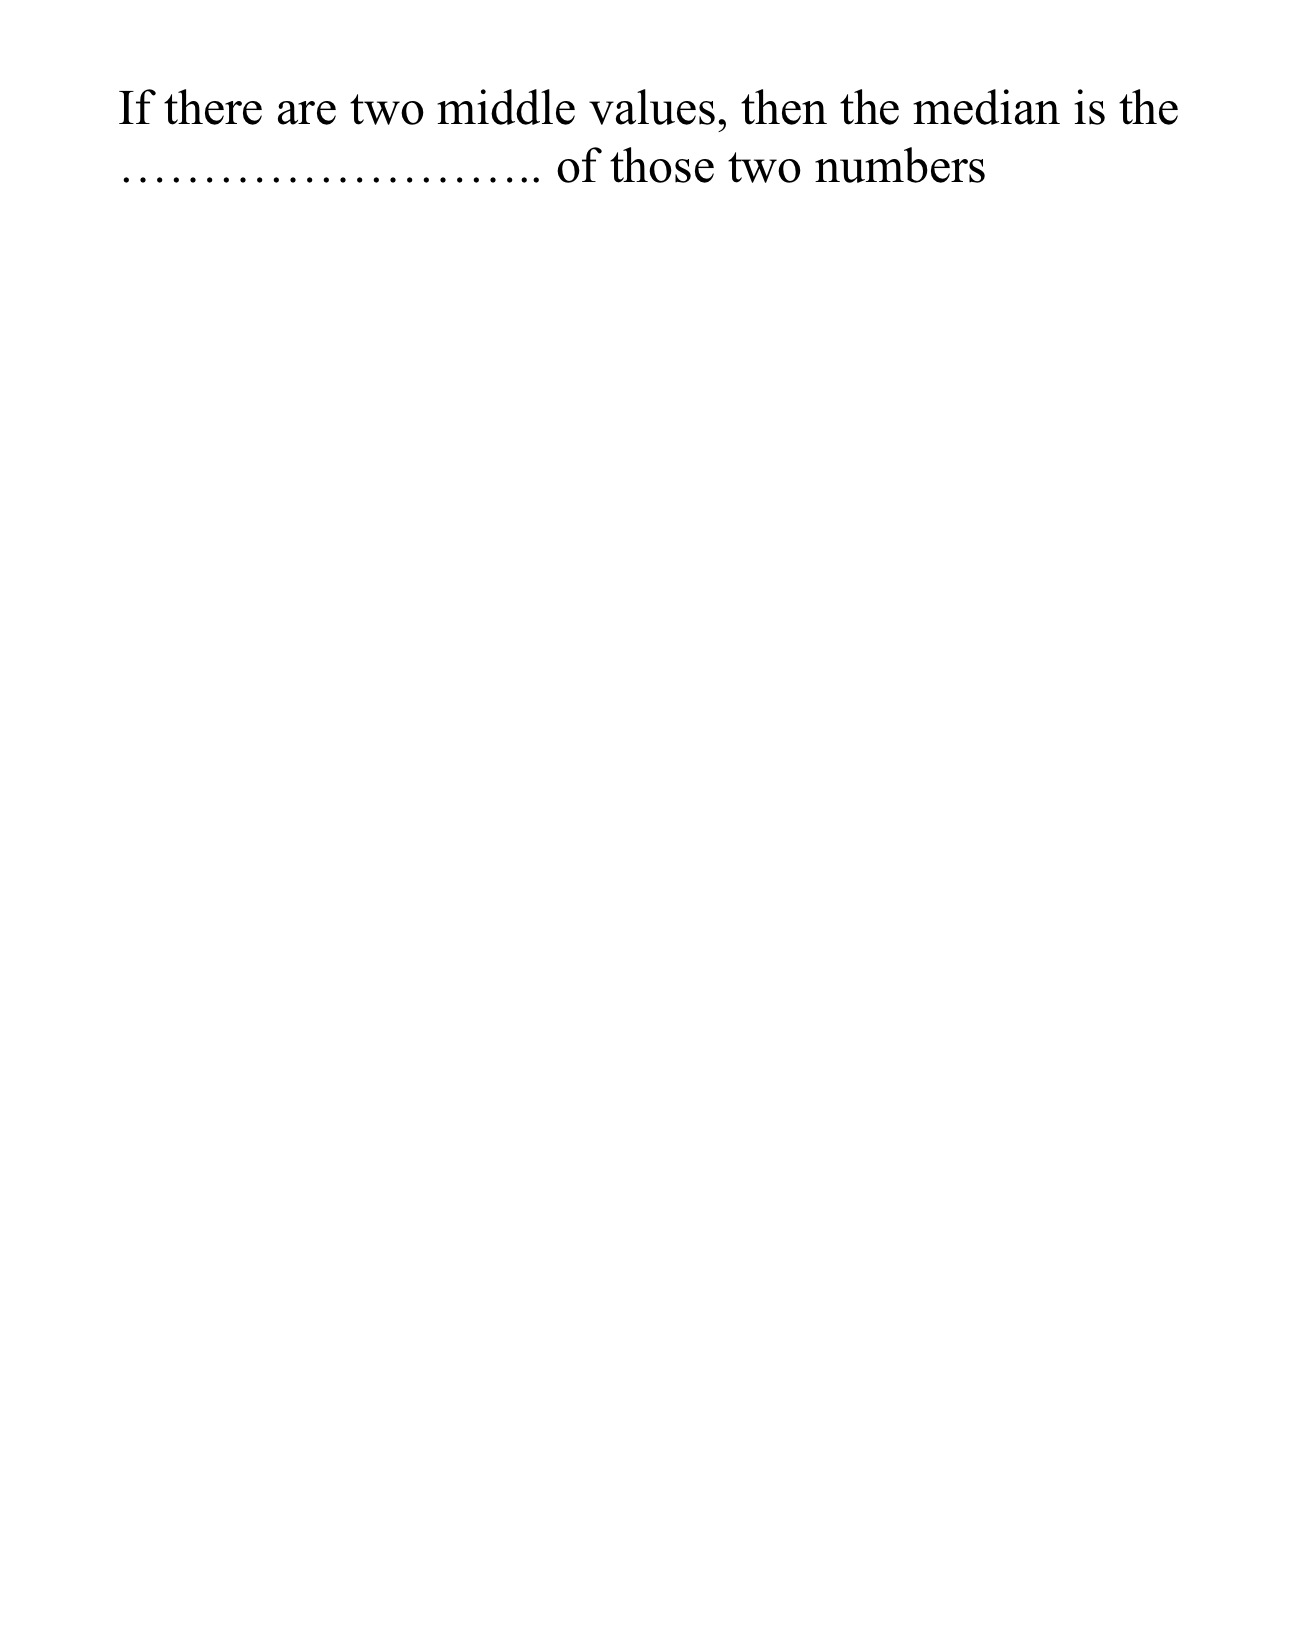 If there are two middle values, then the median is the
…………………….. of those two numbers